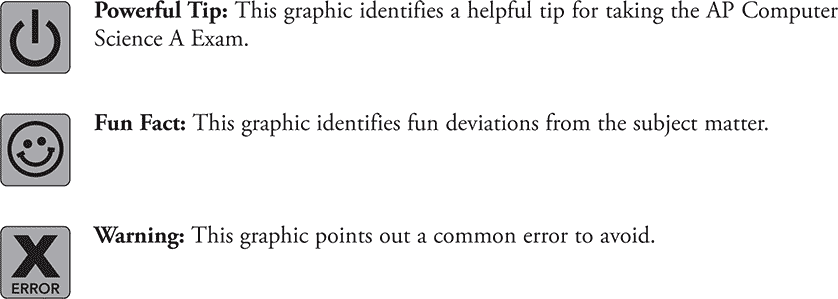 Powerful Tip: This graphic identifies a helpful tip for taking the AP Computer
Science A Exam.
Fun Fact: This graphic identifies fun deviations from the subject matter.
X
ERROR
Warning: This graphic points out a common error to avoid.